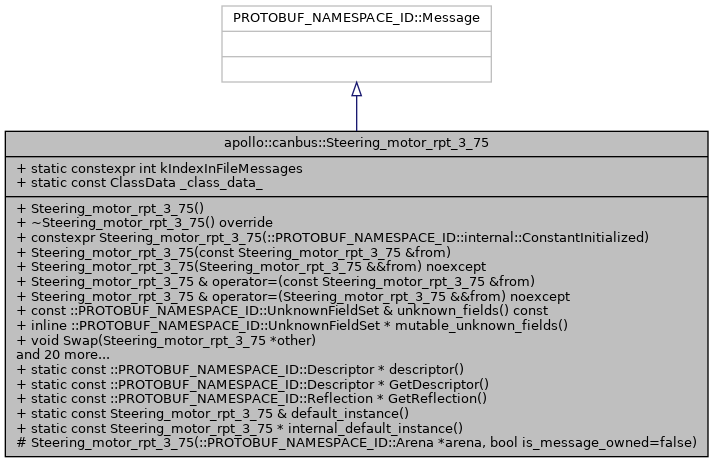 PROTOBUF_NAMESPACE_ID::Message
apollo::canbus::Steering_motor_rpt_3_75
+ static constexpr int kIndexInFileMessages
+ static const ClassData _class_data_
+ Steering_motor_rpt_3_75()
+ ~Steering_motor_rpt_3_75() override
+ constexpr Steering_motor_rpt_3_75(::PROTOBUF_NAMESPACE_ID::internal::ConstantInitialized)
+ Steering_motor_rpt_3_75(const Steering_motor_rpt_3_75 &from)
+ Steering_motor_rpt_3_75(Steering_motor_rpt_3_75 &&from) noexcept
+ Steering_motor_rpt_3_75 & operator=(const Steering_motor_rpt_3_75 &from)
+ Steering_motor_rpt_3_75 & operator=(Steering_motor_rpt_3_75 &&from) noexcept
+ const ::PROTOBUF_NAMESPACE_ID::UnknownFieldSet & unknown_fields() const
+ inline ::PROTOBUF_NAMESPACE_ID::UnknownFieldSet * mutable_unknown_fields()
+ void Swap(Steering_motor_rpt_3_75 *other)
and 20 more...
+ static const ::PROTOBUF_NAMESPACE_ID::Descriptor * descriptor()
+ static const ::PROTOBUF_NAMESPACE_ID::Descriptor * GetDescriptor()
+ static const ::PROTOBUF_NAMESPACE_ID::Reflection * GetReflection()
+ static const Steering_motor_rpt_3_75 & default_instance()
+ static const Steering_motor_rpt_3_75 * internal_default_instance()
# Steering_motor_rpt_3_75(::PROTOBUF_NAMESPACE_ID::Arena *arena, bool is_message_owned=false)